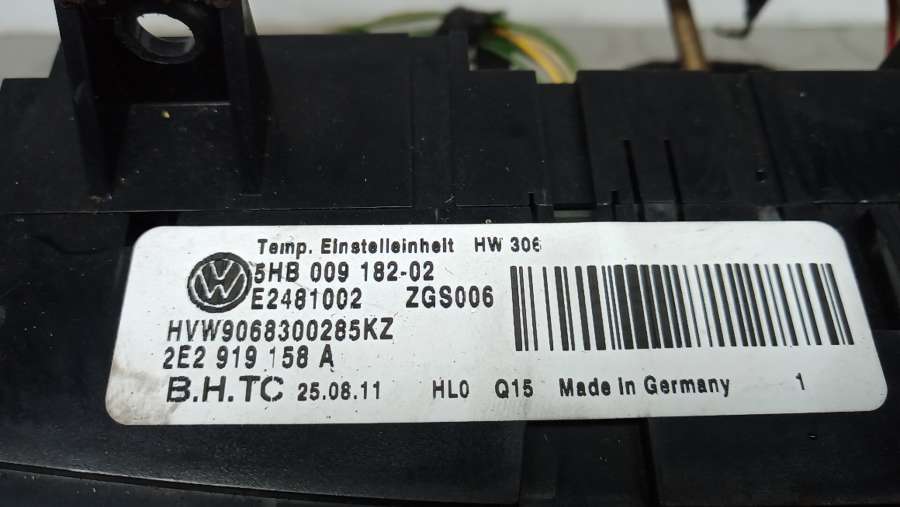 Temp. Einstelleinheit HW 306
5HB 009 182-02
E2481002 ZGS006
HVW9068300285KZ
2E2 919 158 A
B.H.TC 25.08.11 HL0 Q15 Made in Germany 1